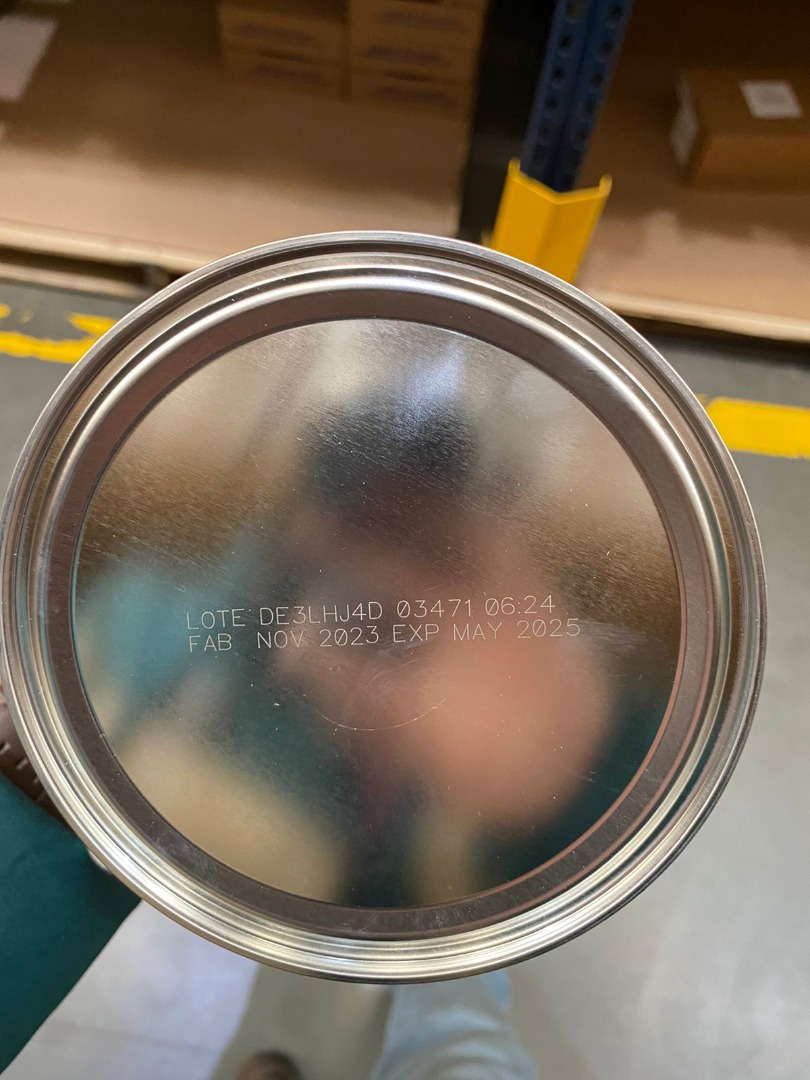 LOTE DE3LHJ4D 03471 06:24
FAB NOV 2023 EXP MAY 2025